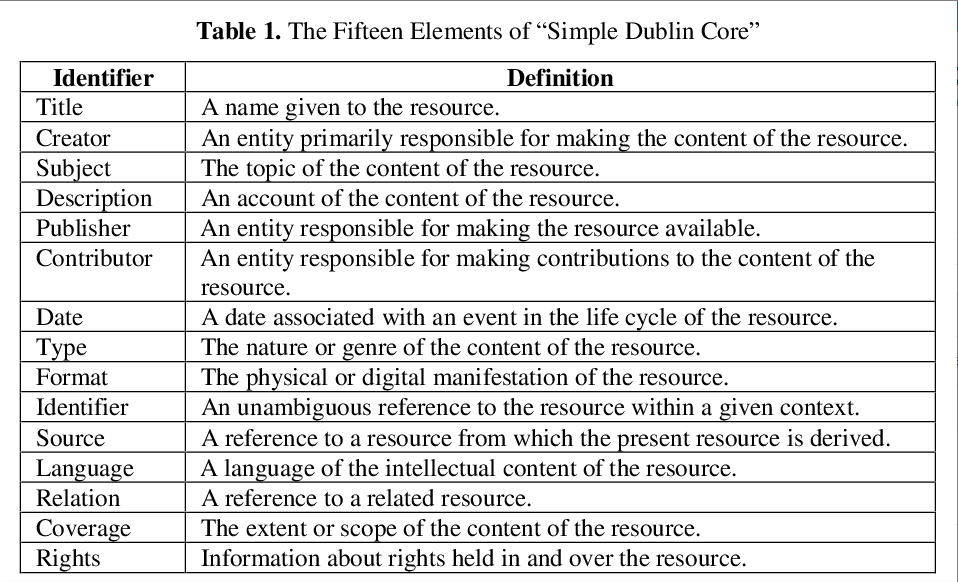 Table 1. The Fifteen Elements of “Simple Dublin Core”
Identifier Definition
Title A name given to the resource.
Creator An entity primarily responsible for making the content of the resource.
Subject The topic of the content of the resource.
Description An account of the content of the resource.
Publisher An entity responsible for making the resource available.
Contributor An entity responsible for making contributions to the content of the
resource.
Date A date associated with an event in the life cycle of the resource.
Type The nature or genre of the content of the resource.
Format The physical or digital manifestation of the resource.
Identifier An unambiguous reference to the resource within a given context.
Source A reference to a resource from which the present resource is derived.
Language A language of the intellectual content of the resource.
Relation A reference to a related resource.
Coverage The extent or scope of the content of the resource.
Rights Information about rights held in and over the resource.